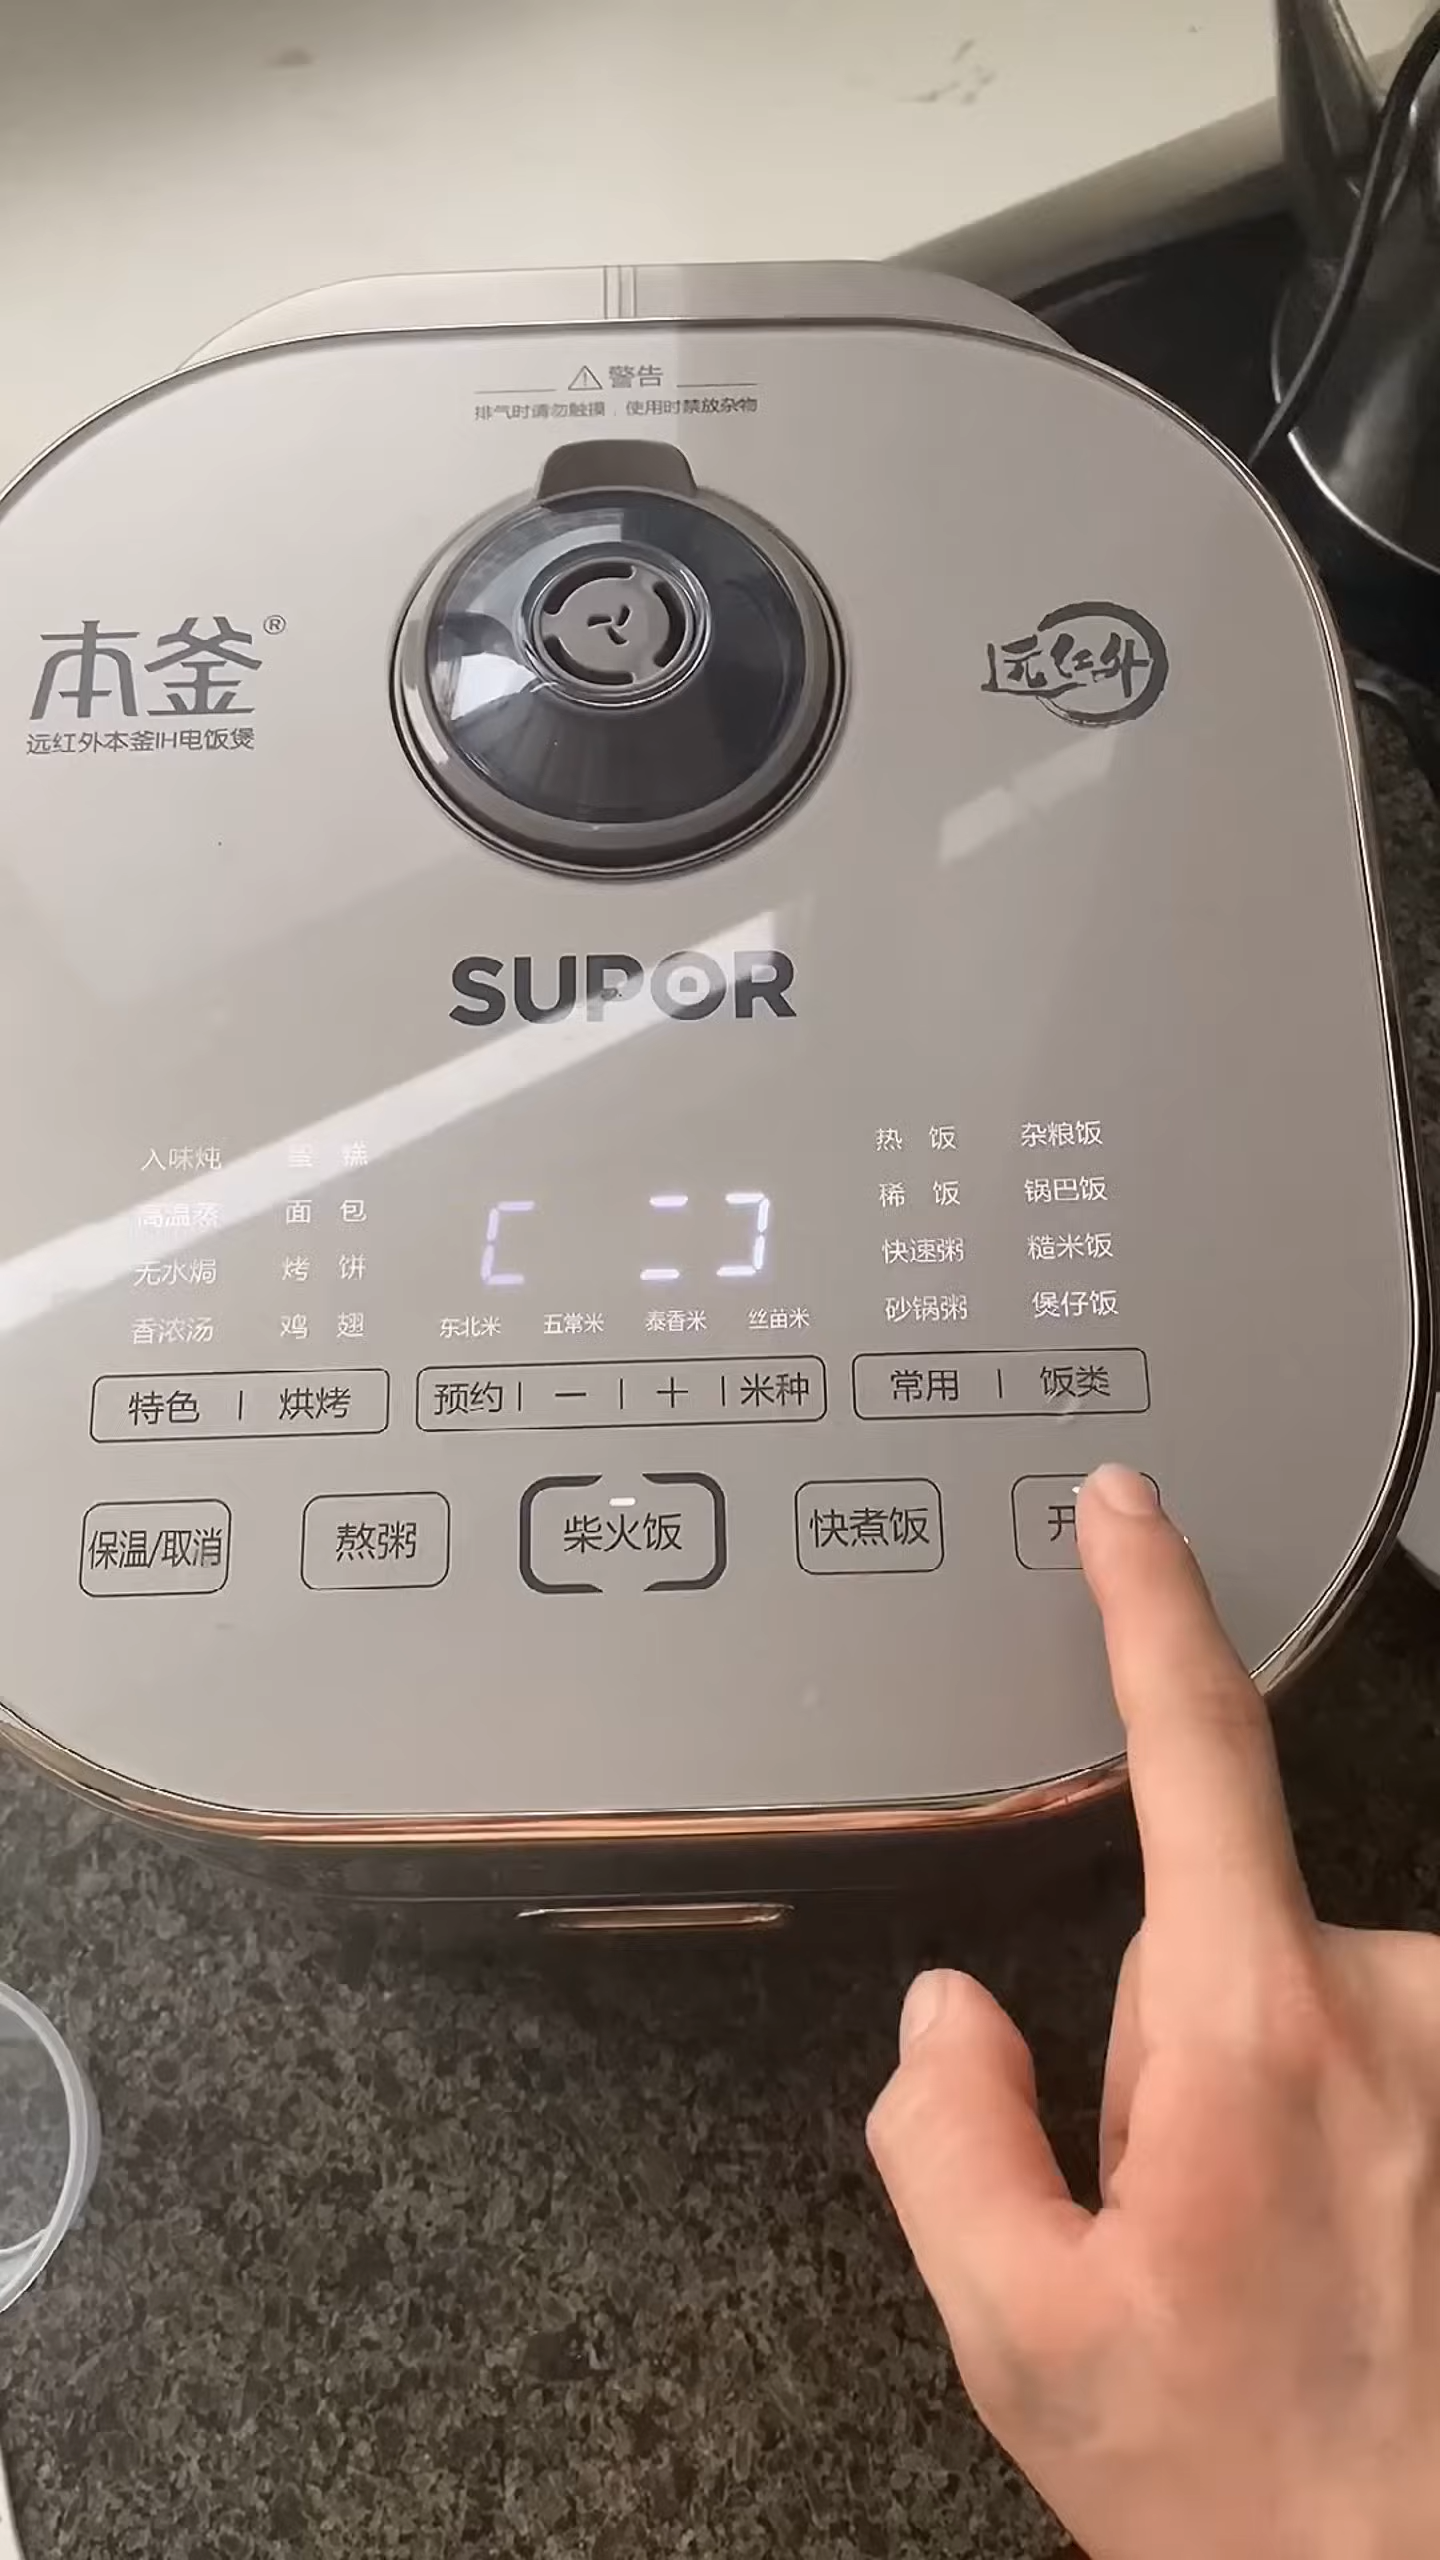 警告
排气时请勿触摸，使用时禁放杂物
本釜®
远红外本釜IH电饭煲
远红外
SUPOR
入味炖 蛋糕 热饭 杂粮饭
高温蒸 面包 稀饭 锅巴饭
无水焗 烤饼 快速粥 糙米饭
香浓汤 鸡翅 砂锅粥 煲仔饭
东北米 五常米 泰香米 丝苗米
特色 | 烘烤 预约 | － | ＋ | 米种 常用 | 饭类
保温/取消 熬粥 柴火饭 快煮饭 开